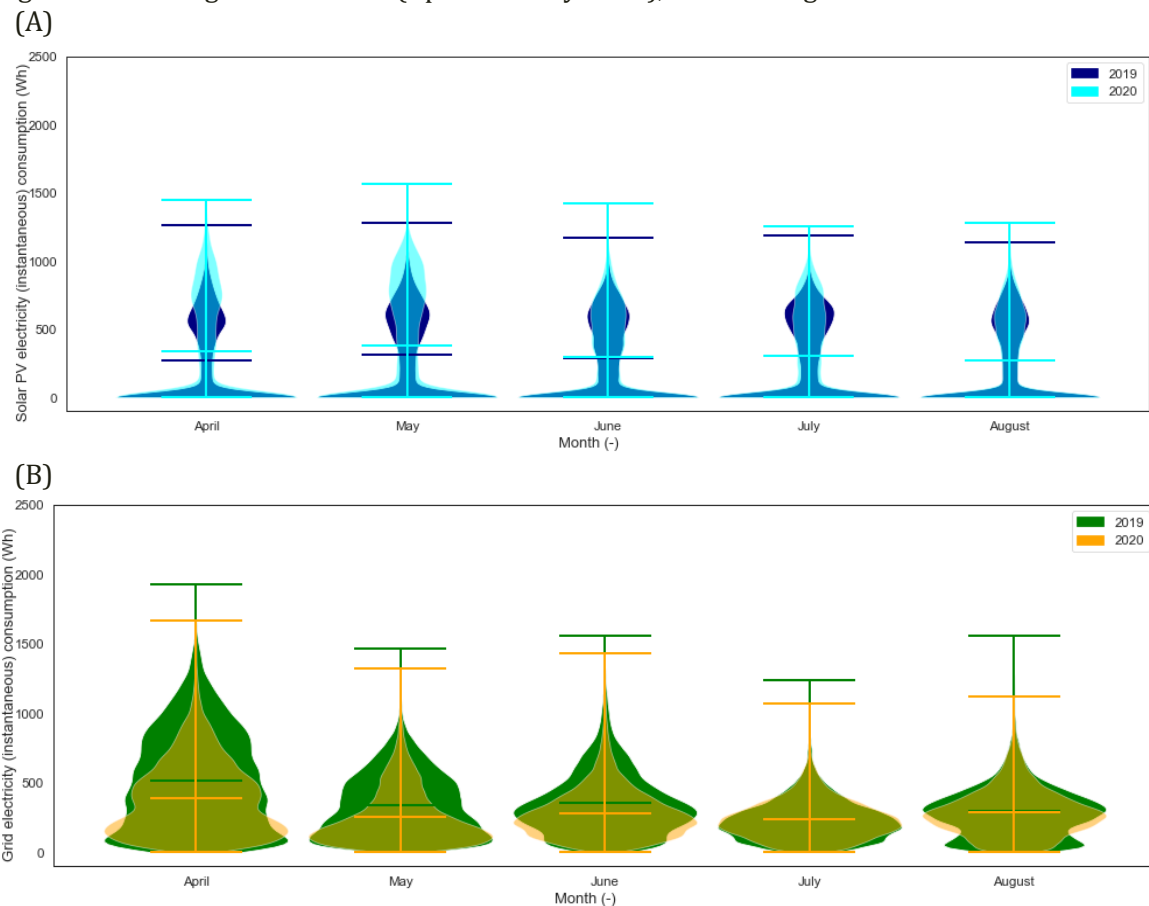 (A)
Solar PV electricity (instantaneous) consumption (Wh)
2500
2000
1500
1000
500
0
2019
2020
April May June July August
Month (-)
(B)
Grid electricity (instantaneous) consumption (Wh)
2500
2000
1500
1000
500
0
2019
2020
April May June July August
Month (-)